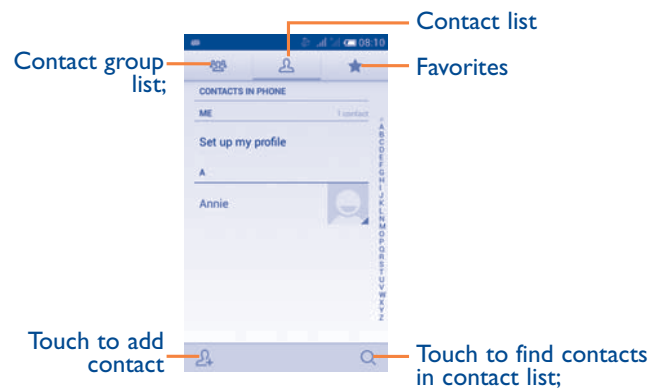 Contact list
08:10
Contact group
list;
Favorites
CONTACTS IN PHONE
ME 1 contact
Set up my profile
A
Annie
#
A
B
C
D
E
F
G
H
I
J
K
L
N
M
O
P
Q
R
S
T
U
V
W
X
Y
Z
Touch to add
contact
Touch to find contacts
in contact list;